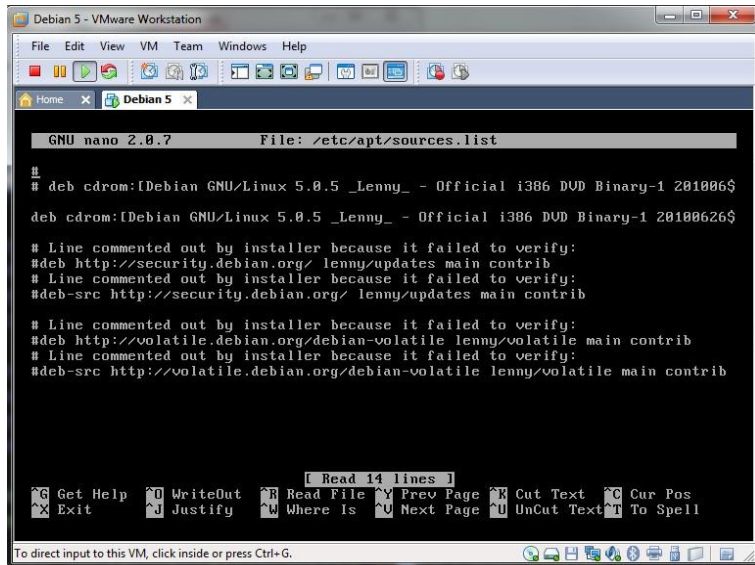 Debian 5 - VMware Workstation
File Edit View VM Team Windows Help
Home Debian 5
GNU nano 2.0.7 File: /etc/apt/sources.list
#
# deb cdrom:[Debian GNU/Linux 5.0.5 _Lenny_ - Official i386 DVD Binary-1 201006$
deb cdrom:[Debian GNU/Linux 5.0.5 _Lenny_ - Official i386 DVD Binary-1 20100626$
# Line commented out by installer because it failed to verify:
#deb http://security.debian.org/ lenny/updates main contrib
# Line commented out by installer because it failed to verify:
#deb-src http://security.debian.org/ lenny/updates main contrib
# Line commented out by installer because it failed to verify:
#deb http://volatile.debian.org/debian-volatile lenny/volatile main contrib
# Line commented out by installer because it failed to verify:
#deb-src http://volatile.debian.org/debian-volatile lenny/volatile main contrib
[ Read 14 lines ]
^G Get Help ^O WriteOut ^R Read File ^Y Prev Page ^K Cut Text ^C Cur Pos
^X Exit ^J Justify ^W Where Is ^V Next Page ^U UnCut Text ^T To Spell
To direct input to this VM, click inside or press Ctrl+G.